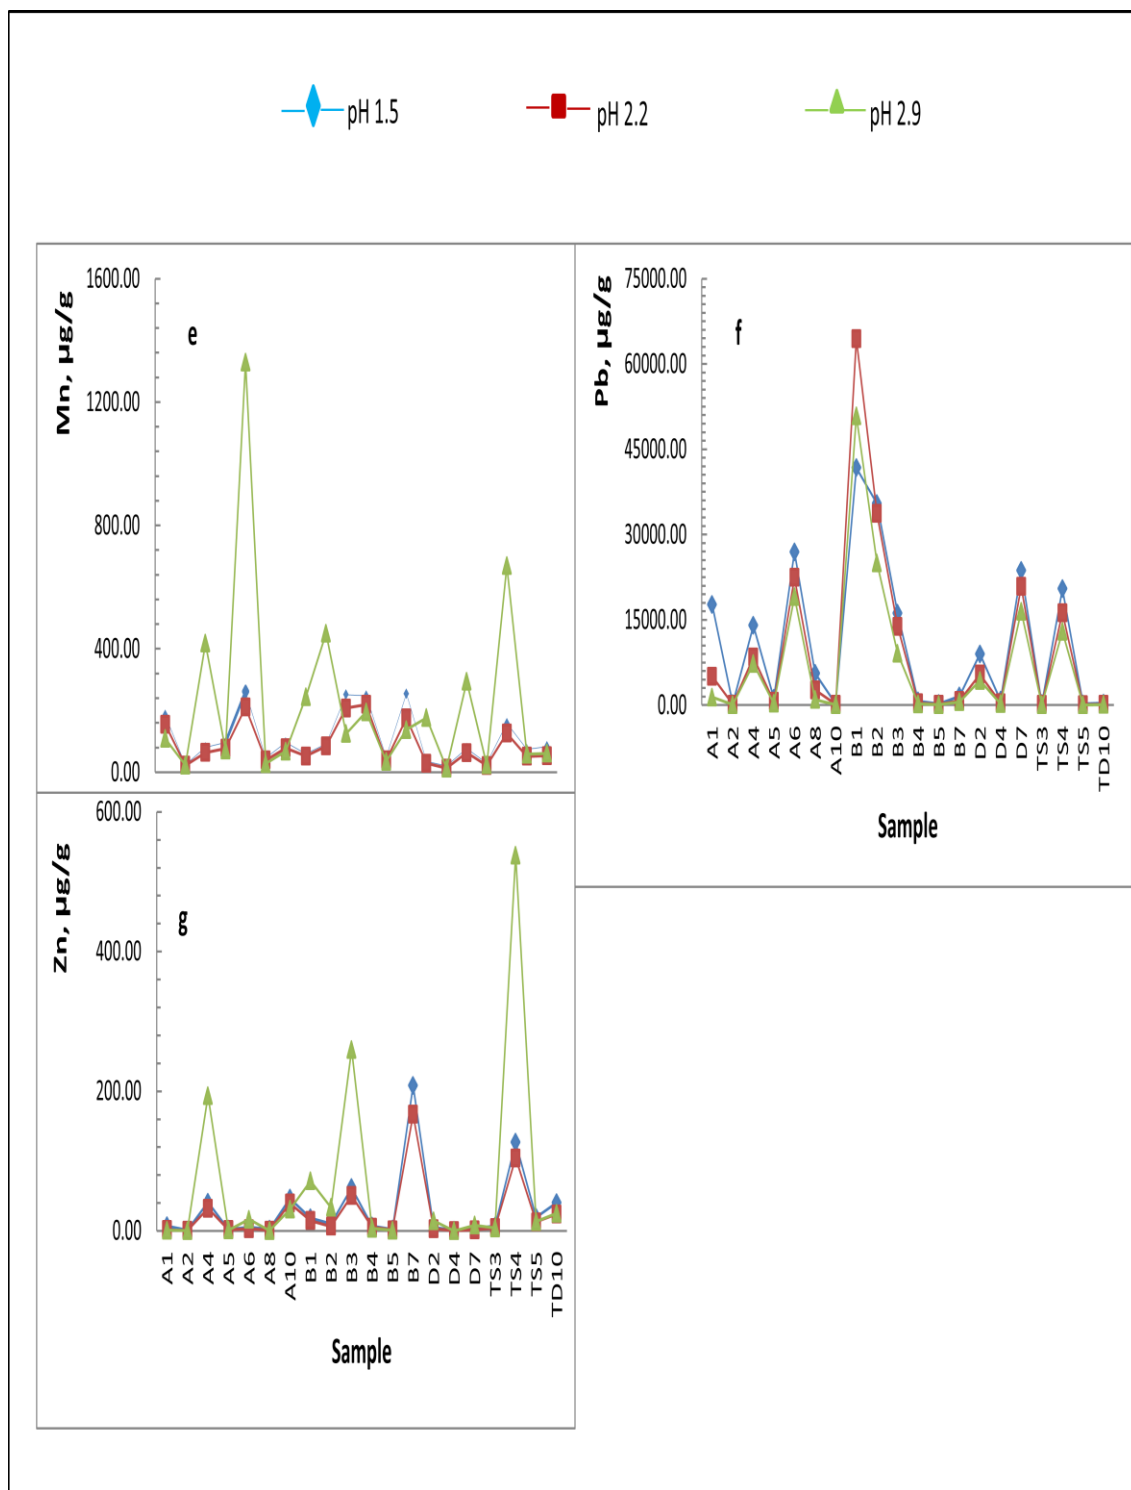 pH 1.5
pH 2.2
pH 2.9
Mn, µg/g
1600.00
1200.00
800.00
400.00
0.00
e
Pb, µg/g
75000.00
60000.00
45000.00
30000.00
15000.00
0.00
f
A1
A2
A4
A5
A6
A8
A10
B1
B2
B3
B4
B5
B7
D2
D4
D7
TS3
TS4
TS5
TD10
Sample
Zn, µg/g
600.00
400.00
200.00
0.00
g
A1
A2
A4
A5
A6
A8
A10
B1
B2
B3
B4
B5
B7
D2
D4
D7
TS3
TS4
TS5
TD10
Sample